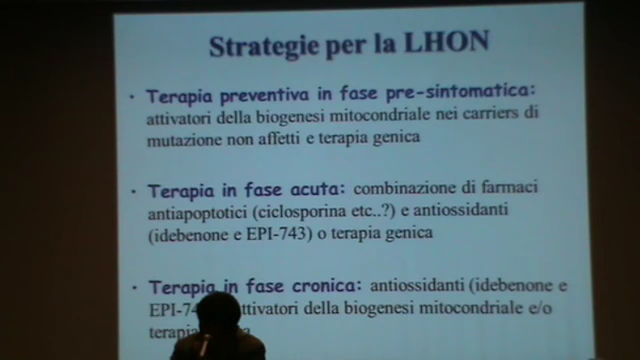 Strategie per la LHON
• Terapia preventiva in fase pre-sintomatica:
attivatori della biogenesi mitocondriale nei carriers di
mutazione non affetti e terapia genica
• Terapia in fase acuta: combinazione di farmaci
antiapoptotici (ciclosporina etc..?) e antiossidanti
(idebenone e EPI-743) o terapia genica
• Terapia in fase cronica: antiossidanti (idebenone e
EPI-74 attivatori della biogenesi mitocondriale e/o
terapia